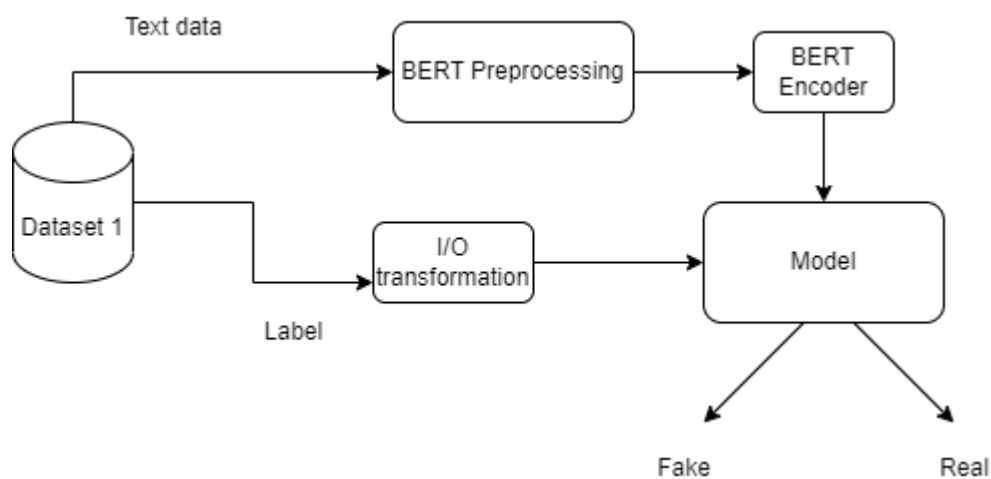 Text data
BERT Preprocessing
BERT
Encoder
Dataset 1
I/O
transformation
Model
Label
Fake
Real